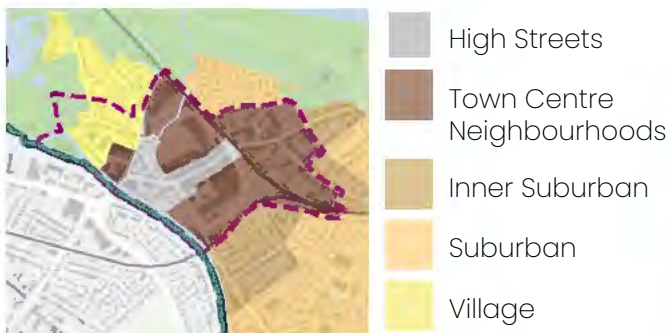 High Streets
Town Centre
Neighbourhoods
Inner Suburban
Suburban
Village